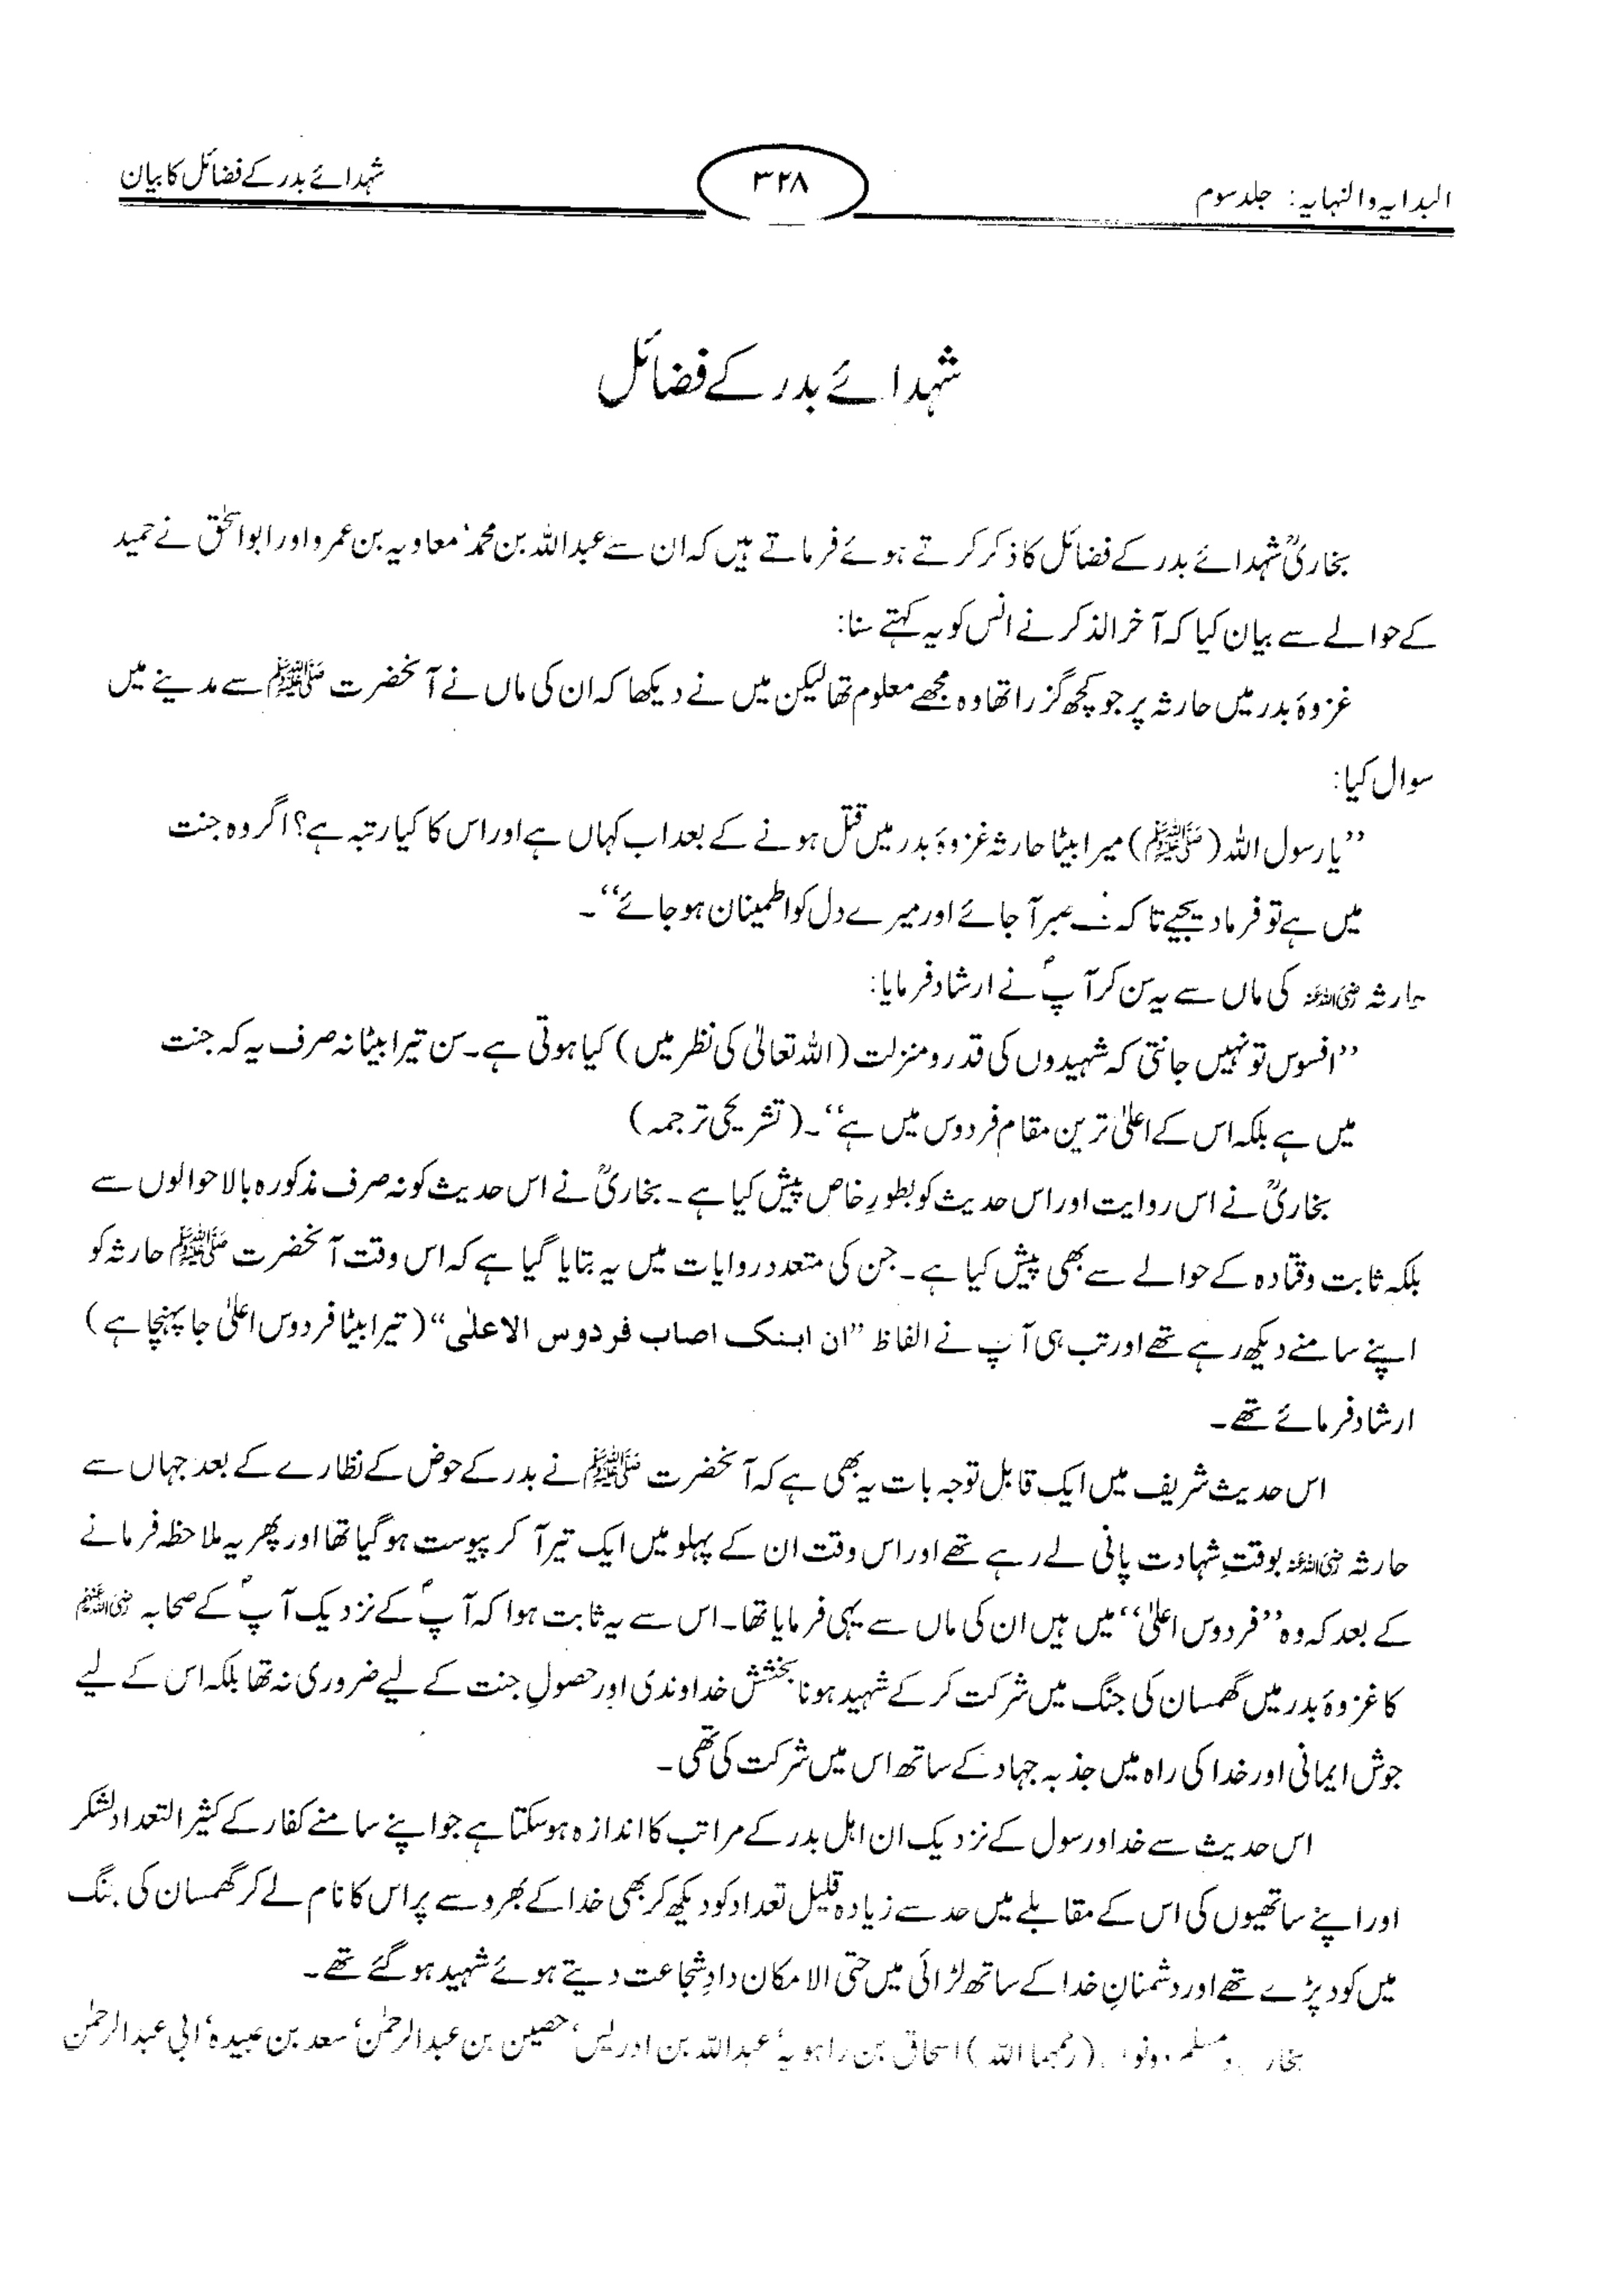 البدایہ والنہایہ: جلد سوم
۳۲۸
شہدائے بدر کے فضائل کا بیان
شہدائے بدر کے فضائل
بخاریؒ شہدائے بدر کے فضائل کا ذکر کرتے ہوئے فرماتے ہیں کہ ان سے عبداللہ بن محمد' معاویہ بن عمرو اور ابواسحٰق نے حمید
کے حوالے سے بیان کیا کہ آخر الذکر نے انس کو یہ کہتے سنا:
غزوۂ بدر میں حارثہ پر جو کچھ گزرا تھا وہ مجھے معلوم تھا لیکن میں نے دیکھا کہ ان کی ماں نے آنحضرت ﷺ سے مدینے میں
سوال کیا:
”یا رسول اللہ (ﷺ) میرا بیٹا حارثہ غزوۂ بدر میں قتل ہونے کے بعد اب کہاں ہے اور اس کا کیا رتبہ ہے؟ اگر وہ جنت
میں ہے تو فرما دیجیے تاکہ صبر آ جائے اور میرے دل کو اطمینان ہو جائے“۔
حارثہ رضی اللہ عنہ کی ماں سے یہ سن کر آپؐ نے ارشاد فرمایا:
”افسوس تو نہیں جانتی کہ شہیدوں کی قدر و منزلت (اللہ تعالیٰ کی نظر میں) کیا ہوتی ہے۔ سن تیرا بیٹا نہ صرف یہ کہ جنت
میں ہے بلکہ اس کے اعلیٰ ترین مقام فردوس میں ہے“۔ (تشریحی ترجمہ)
بخاریؒ نے اس روایت اور اس حدیث کو بطورِ خاص پیش کیا ہے۔ بخاریؒ نے اس حدیث کو نہ صرف مذکورہ بالا حوالوں سے
بلکہ ثابت وقتادہ کے حوالے سے بھی پیش کیا ہے۔ جن کی متعدد روایات میں یہ بتایا گیا ہے کہ اس وقت آنحضرت ﷺ حارثہ کو
اپنے سامنے دیکھ رہے تھے اور تب ہی آپ نے الفاظ ”ان ابنک اصاب فردوس الاعلٰی“ (تیرا بیٹا فردوس اعلیٰ جا پہنچا ہے)
ارشاد فرمائے تھے۔
اس حدیث شریف میں ایک قابل توجہ بات یہ بھی ہے کہ آنحضرت ﷺ نے بدر کے حوض کے نظارے کے بعد جہاں سے
حارثہ رضی اللہ عنہ بوقتِ شہادت پانی لے رہے تھے اور اس وقت ان کے پہلو میں ایک تیر آ کر پیوست ہو گیا تھا اور پھر یہ ملاحظہ فرمانے
کے بعد کہ وہ ”فردوس اعلیٰ“ میں ہیں ان کی ماں سے یہی فرمایا تھا۔ اس سے یہ ثابت ہوا کہ آپؐ کے نزدیک آپؐ کے صحابہ رضی اللہ عنہم
کا غزوۂ بدر میں گھمسان کی جنگ میں شرکت کر کے شہید ہونا بخشش خداوندی اور حصولِ جنت کے لیے ضروری نہ تھا بلکہ اس کے لیے
جوش ایمانی اور خدا کی راہ میں جذبہ جہاد کے ساتھ اس میں شرکت کی تھی۔
اس حدیث سے خدا اور رسول کے نزدیک ان اہل بدر کے مراتب کا اندازہ ہو سکتا ہے جو اپنے سامنے کفار کے کثیر التعداد لشکر
اور اپنے ساتھیوں کی اس کے مقابلے میں حد سے زیادہ قلیل تعداد کو دیکھ کر بھی خدا کے بھروسے پر اس کا نام لے کر گھمسان کی جنگ
میں کود پڑے تھے اور دشمنانِ خدا کے ساتھ لڑائی میں حتی الامکان دادِ شجاعت دیتے ہوئے شہید ہو گئے تھے۔
مسلم (رحمہما اللہ) اسحاق بن راہویہ' عبداللہ بن ادریس' حصین بن عبدالرحمٰن' سعد بن عبیدہ' ابی عبدالرحمٰن